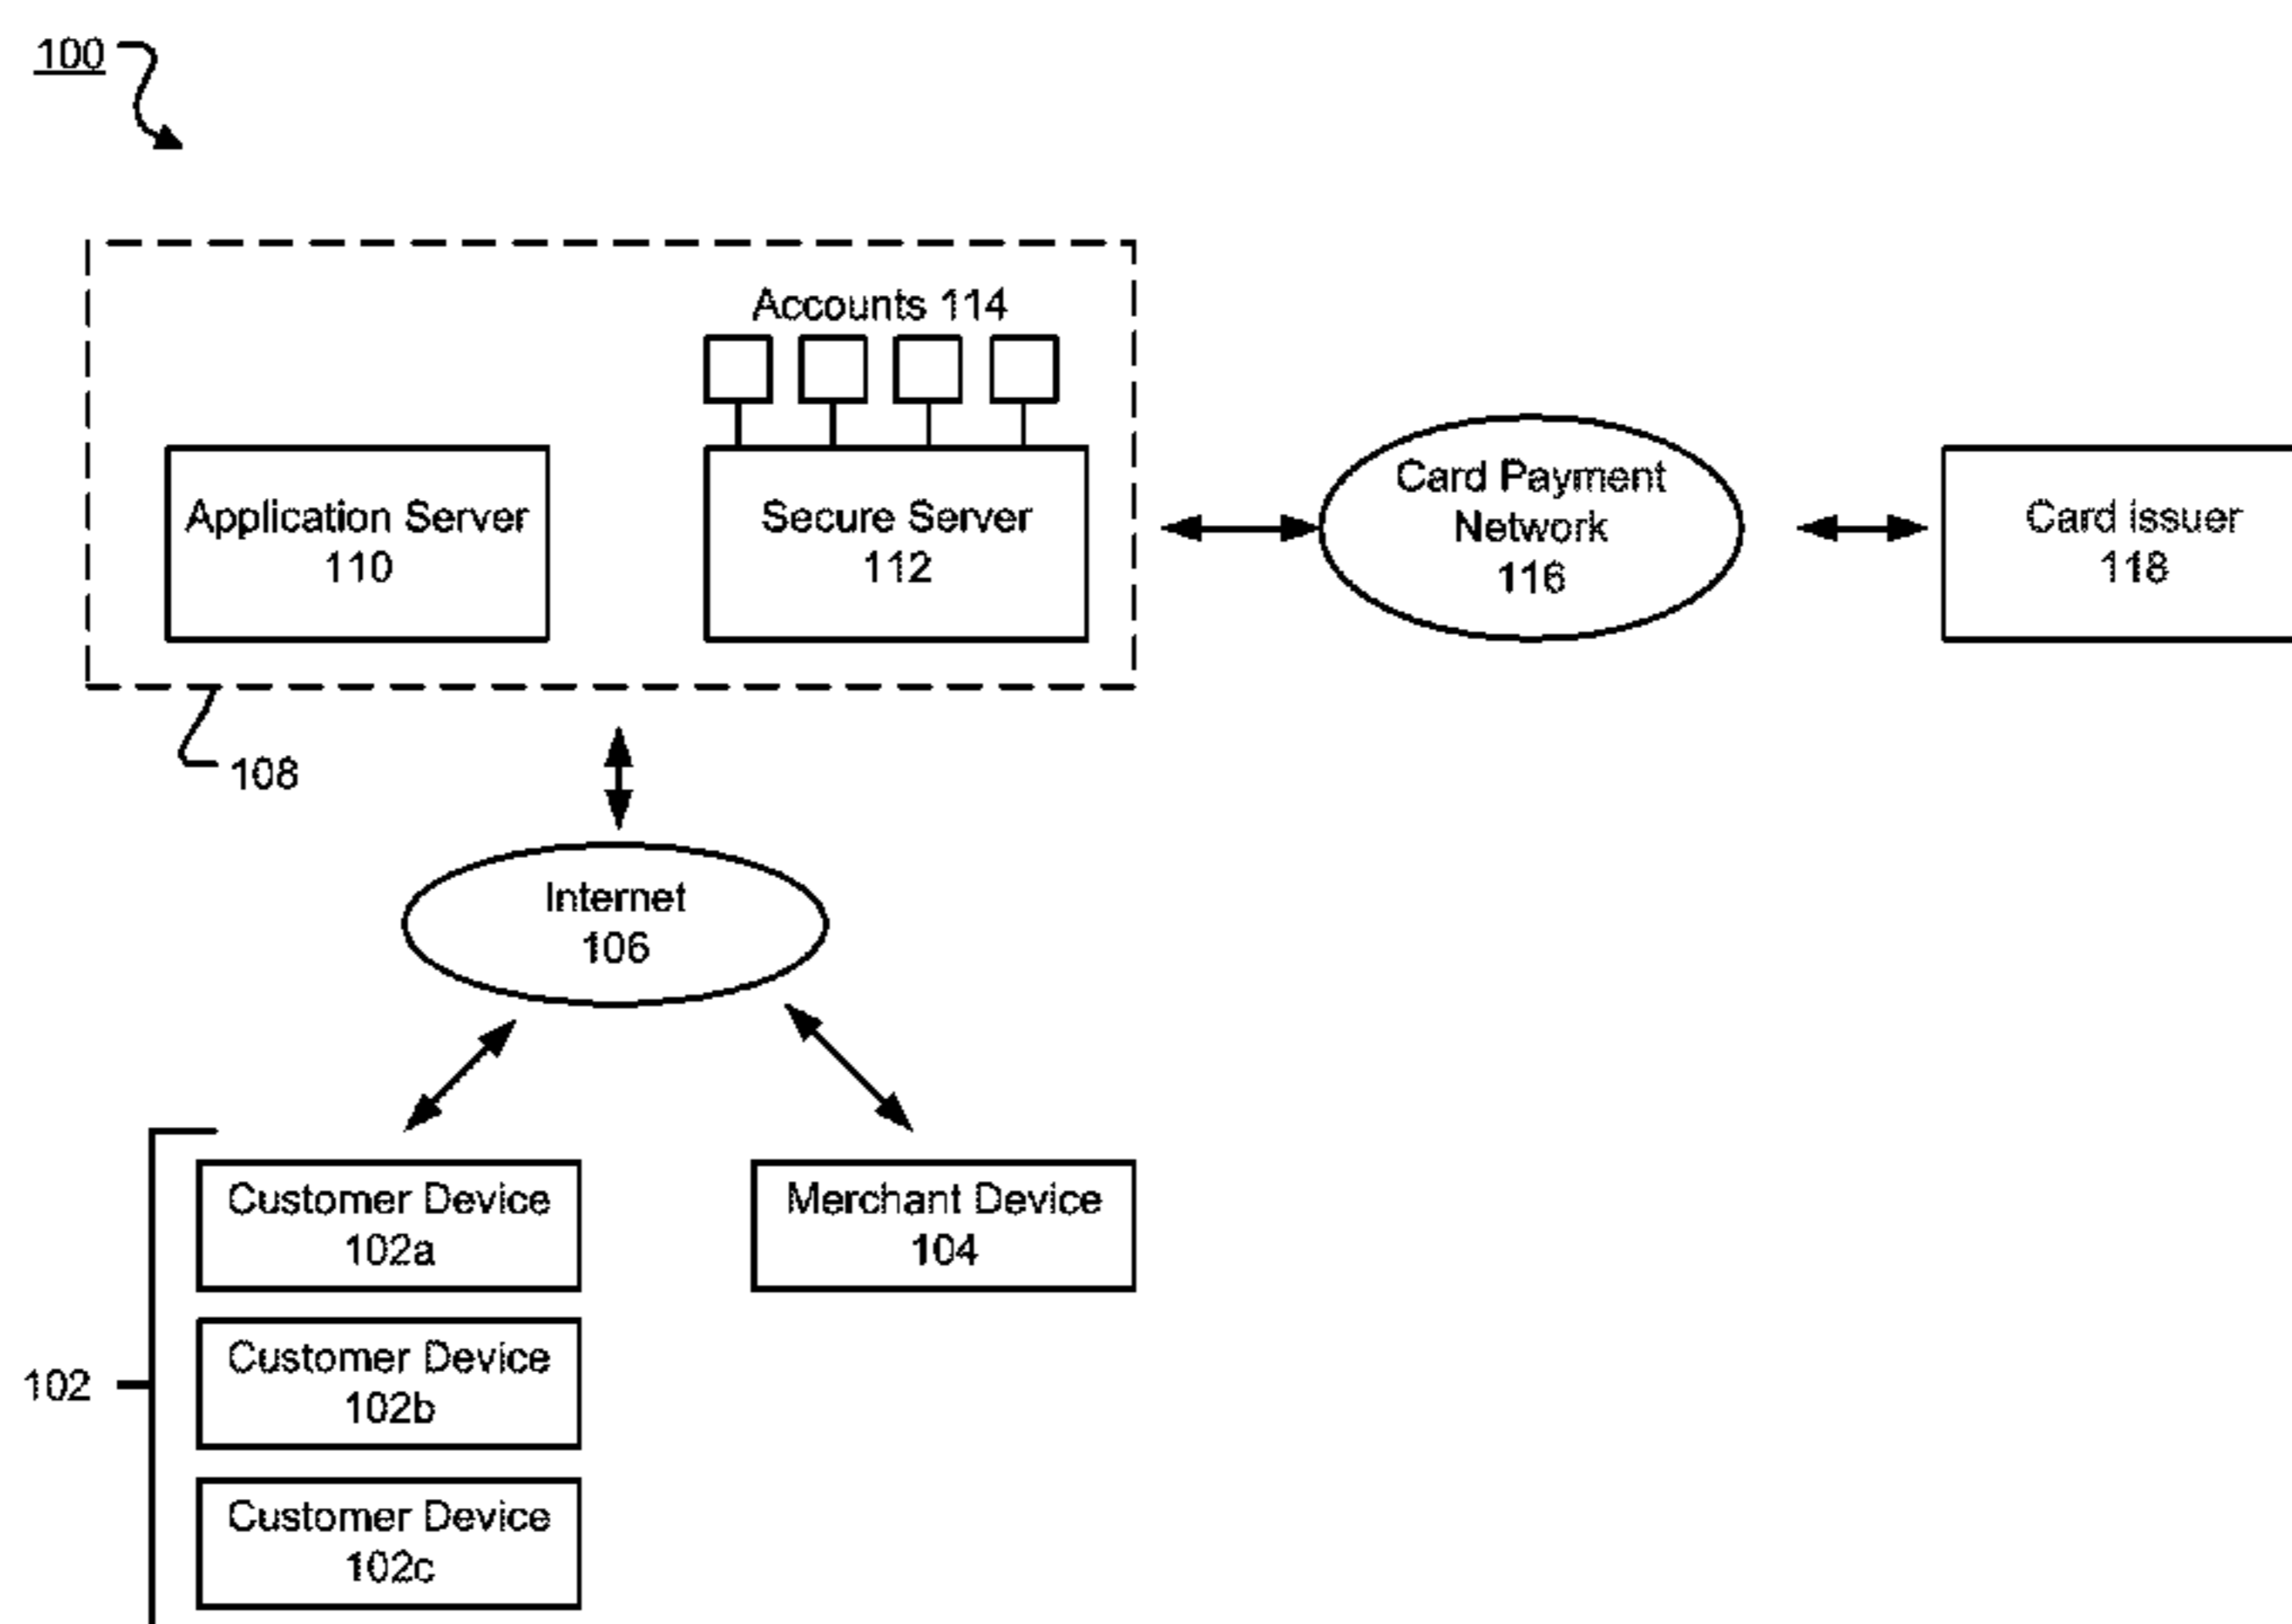 100
Accounts 114
Application Server
110
Secure Server
112
Card Payment
Network
116
Card issuer
118
108
Internet
106
Customer Device
102a
Merchant Device
104
102
Customer Device
102b
Customer Device
102c